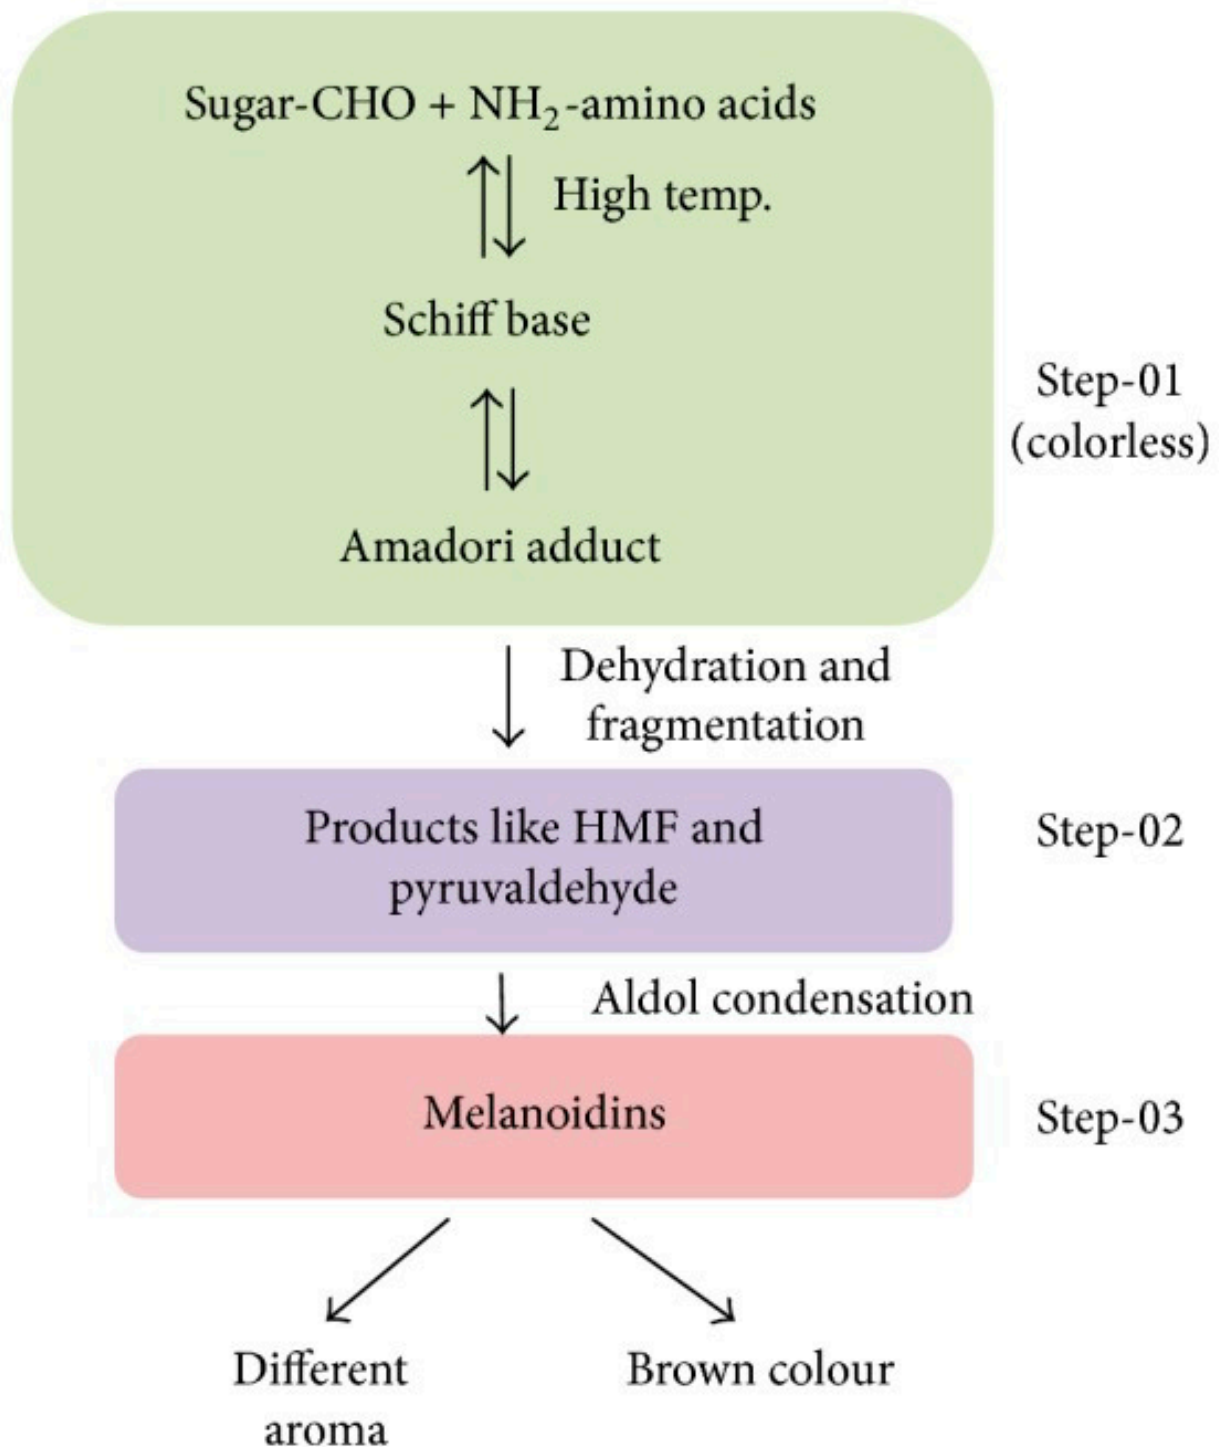 Sugar-CHO + NH₂-amino acids
High temp.
Schiff base
Amadori adduct
Step-01
(colorless)
Dehydration and
fragmentation
Products like HMF and
pyruvaldehyde
Step-02
Aldol condensation
Melanoidins
Step-03
Different
aroma
Brown colour